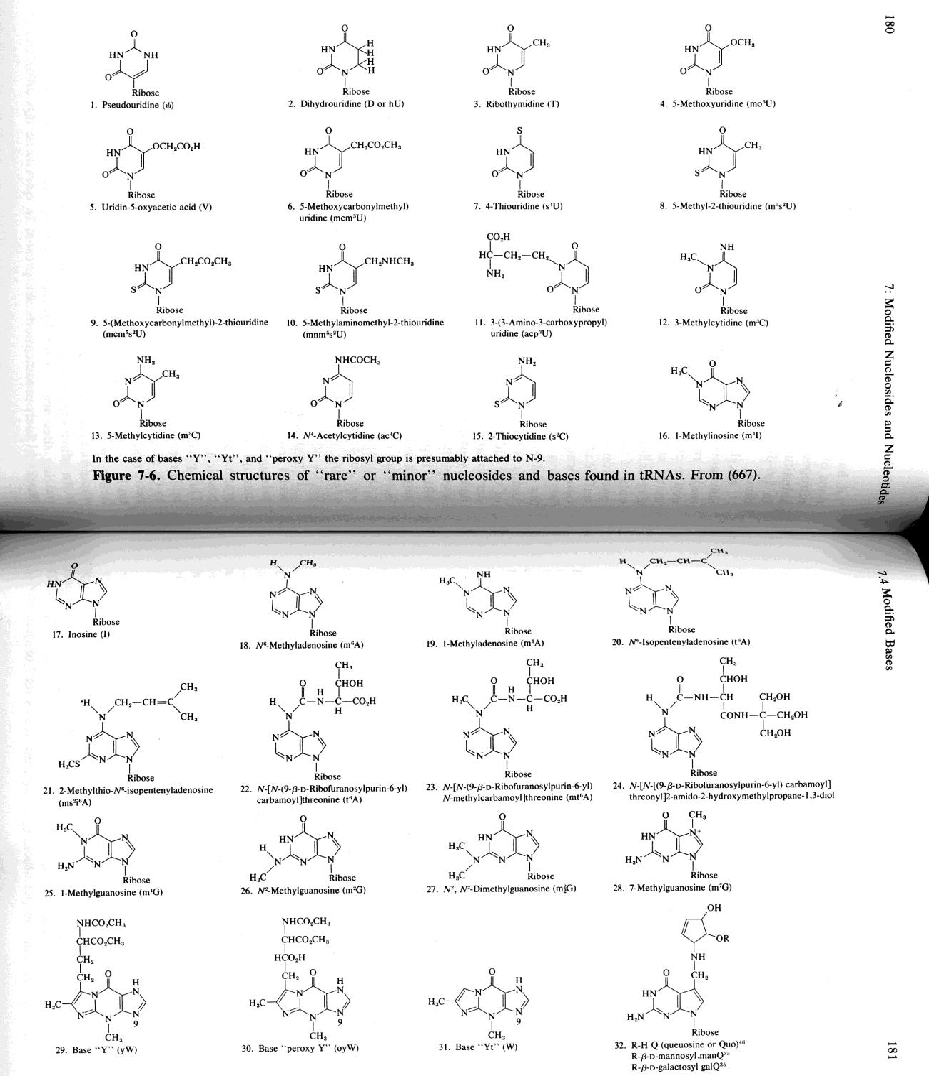 180
7: Modified Nucleosides and Nucleotides
1. Pseudouridine (ψ)
2. Dihydrouridine (D or hU)
3. Ribothymidine (T)
4. 5-Methoxyuridine (mo⁵U)
5. Uridin-5-oxyacetic acid (V)
6. 5-Methoxycarbonylmethyl)
uridine (mcm⁵U)
7. 4-Thiouridine (s⁴U)
8. 5-Methyl-2-thiouridine (m⁵s²U)
9. 5-(Methoxycarbonylmethyl)-2-thiouridine
(mcm⁵s²U)
10. 5-Methylaminomethyl-2-thiouridine
(mnm⁵s²U)
11. 3-(3-Amino-3-carboxypropyl)
uridine (acp³U)
12. 3-Methylcytidine (m³C)
13. 5-Methylcytidine (m⁵C)
14. N⁴-Acetylcytidine (ac⁴C)
15. 2-Thiocytidine (s²C)
16. 1-Methylinosine (m¹I)
In the case of bases "Y", "Yt", and "peroxy Y" the ribosyl group is presumably attached to N-9.
Figure 7-6. Chemical structures of "rare" or "minor" nucleosides and bases found in tRNAs. From (667).
7.4 Modified Bases
17. Inosine (I)
18. N⁶-Methyladenosine (m⁶A)
19. 1-Methyladenosine (m¹A)
20. N⁶-Isopentenyladenosine (i⁶A)
21. 2-Methylthio-N⁶-isopentenyladenosine
(ms²i⁶A)
22. N-[N-(9-β-D-Ribofuranosylpurin-6-yl)
carbamoyl]threonine (t⁶A)
23. N-[N-(9-β-D-Ribofuranosylpurin-6-yl)
N-methylcarbamoyl]threonine (mt⁶A)
24. N-[N-[(9-β-D-Ribofuranosylpurin-6-yl) carbamoyl]
threonyl]2-amido-2-hydroxymethylpropane-1,3-diol
25. 1-Methylguanosine (m¹G)
26. N²-Methylguanosine (m²G)
27. N², N²-Dimethylguanosine (m²₂G)
28. 7-Methylguanosine (m⁷G)
29. Base "Y" (yW)
30. Base "peroxy Y" (oyW)
31. Base "Yt" (W)
32. R-H Q (queuosine or Quo)
R-β-D-mannosyl manQ
R-β-D-galactosyl galQ
181